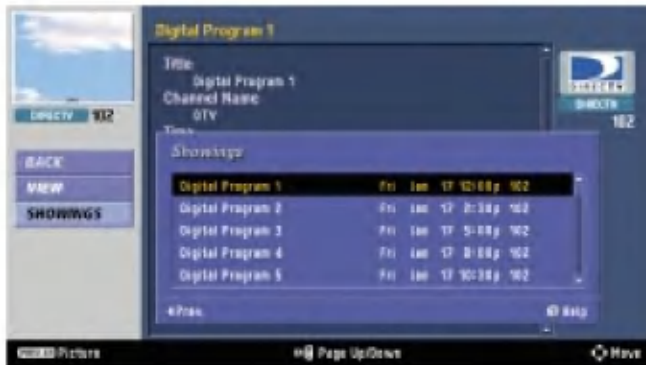 Digital Program 1
Title
Digital Program 1
Channel Name
DTV
Time
DIRECTV 102
DIRECTV
102
BACK
VIEW
SHOWINGS
Showings
Digital Program 1 Fri Jan 17 12:00p 102
Digital Program 2 Fri Jan 17 2:30p 102
Digital Program 3 Fri Jan 17 5:00p 102
Digital Program 4 Fri Jan 17 8:00p 102
Digital Program 5 Fri Jan 17 10:30p 102
Prev.
Help
Picture
Page Up/Down
Move